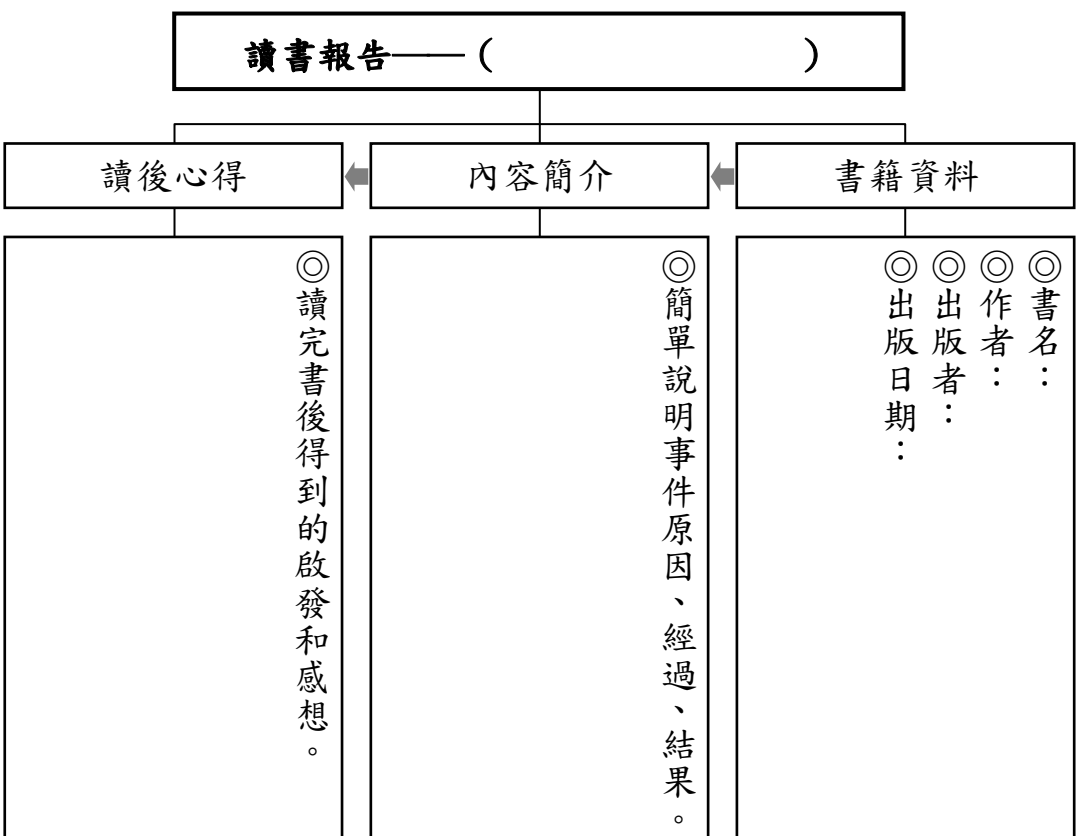 讀書報告——（　　　　　　　　）
書籍資料
內容簡介
讀後心得
◎書名：
◎作者：
◎出版者：
◎出版日期：
◎簡單說明事件原因、經過、結果。
◎讀完書後得到的啟發和感想。